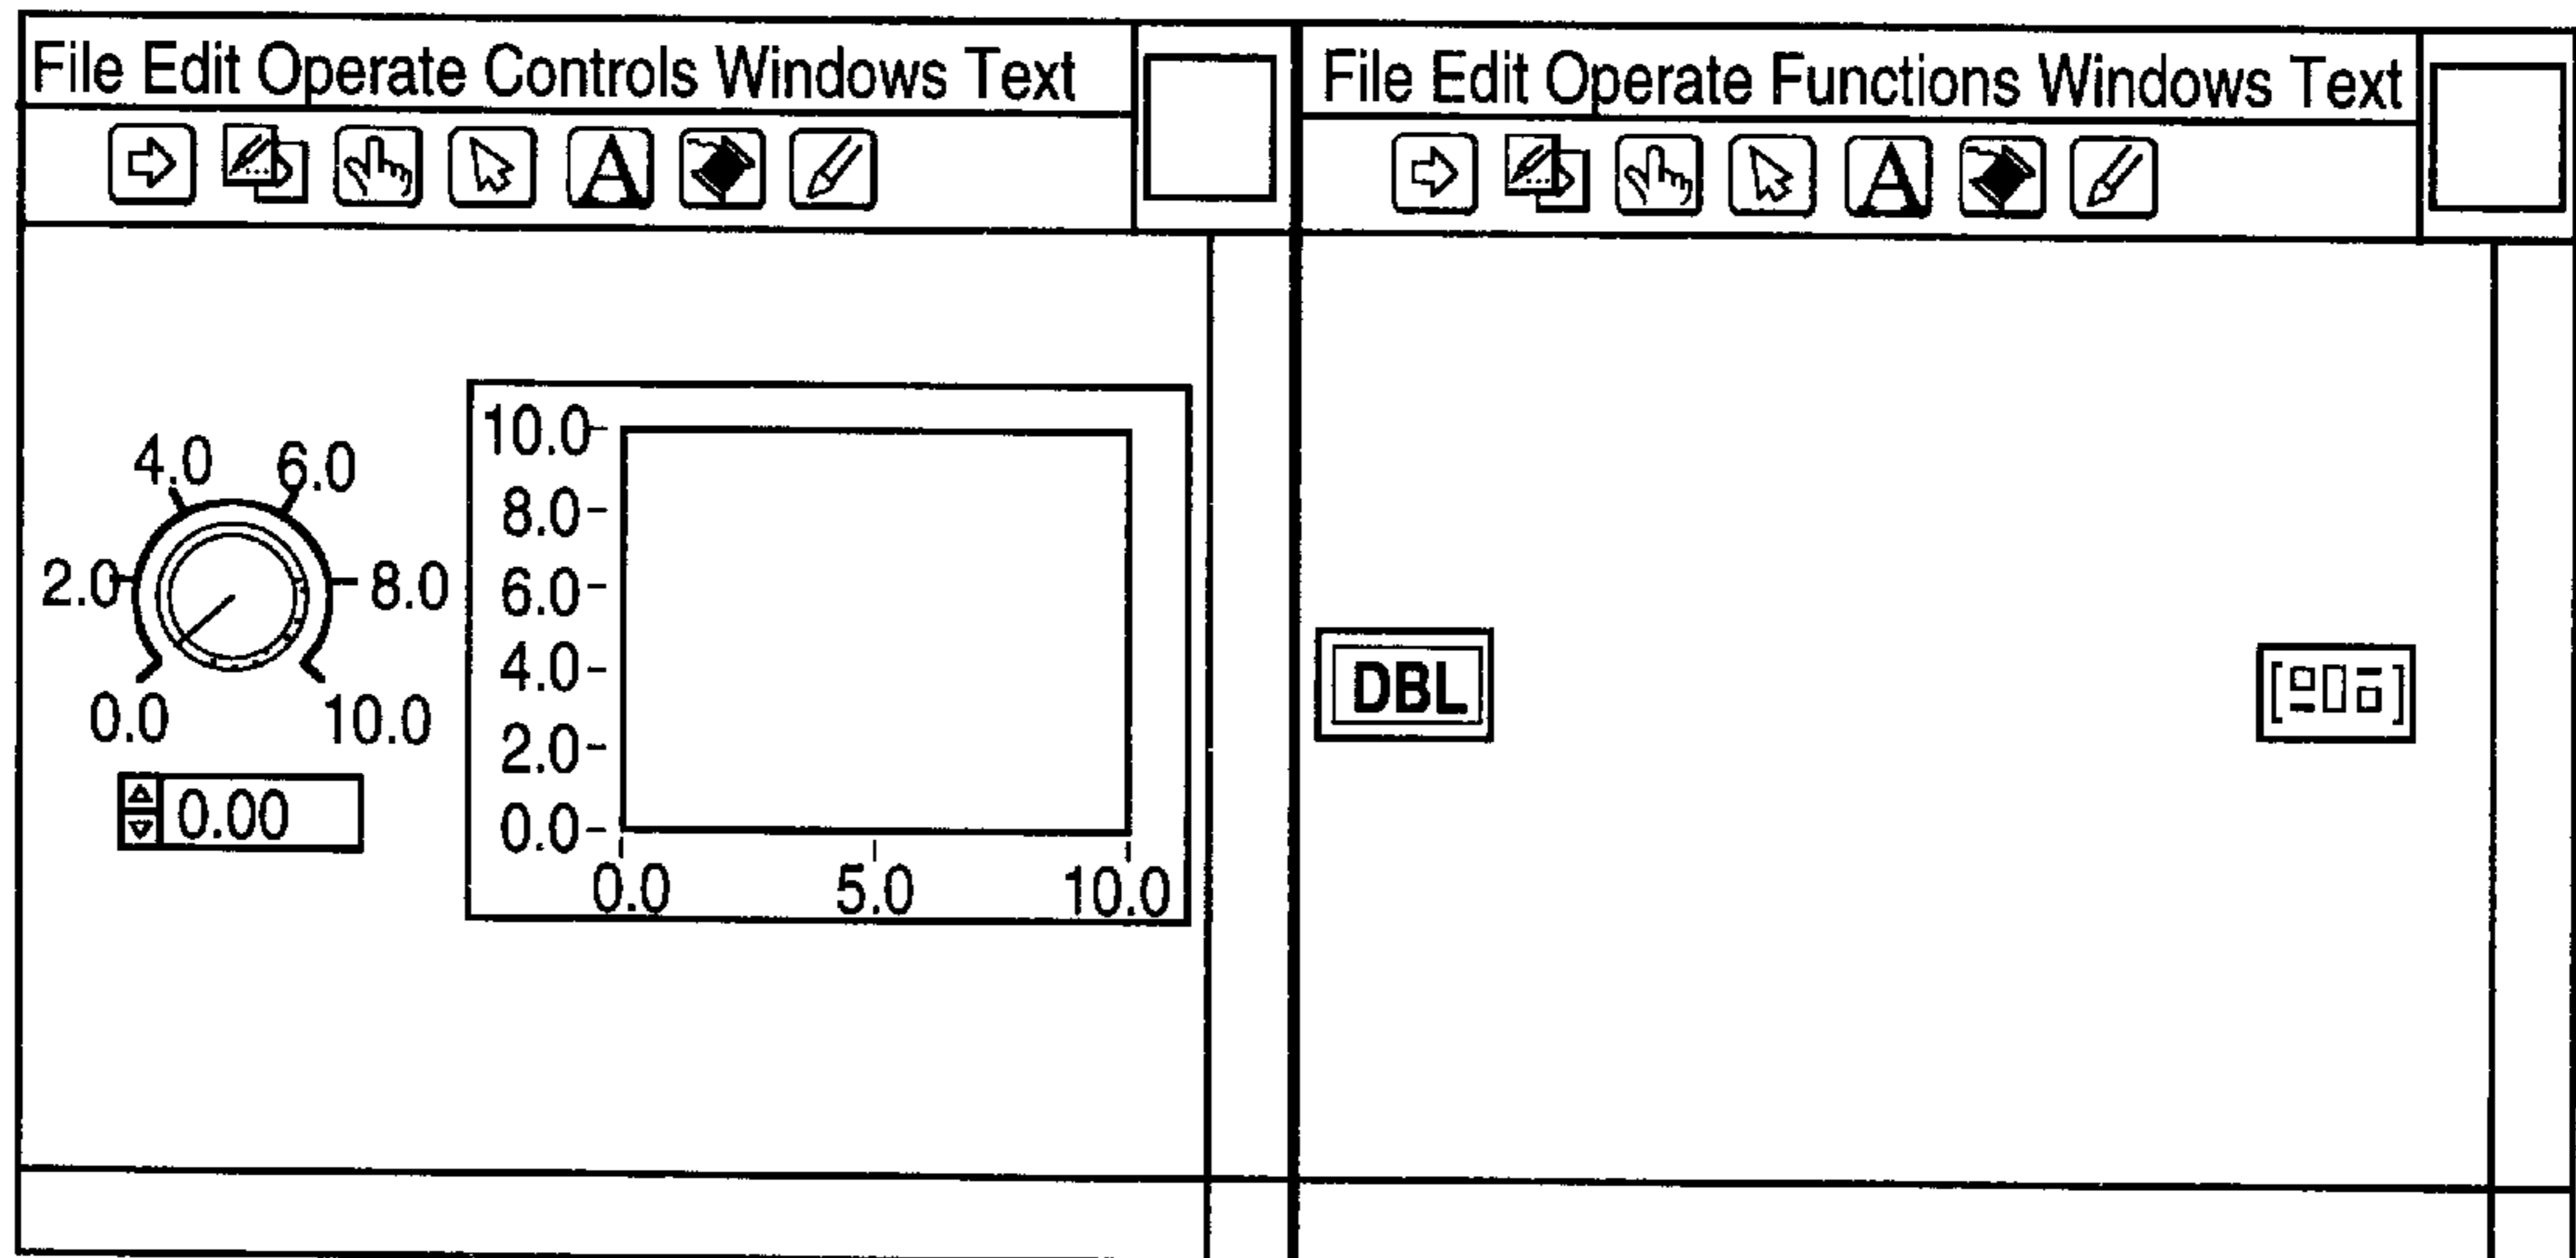 File Edit Operate Controls Windows Text
A
4.0 6.0
2.0 8.0
0.0 10.0
0.00
10.0
8.0
6.0
4.0
2.0
0.0
0.0 5.0 10.0
File Edit Operate Functions Windows Text
A
DBL